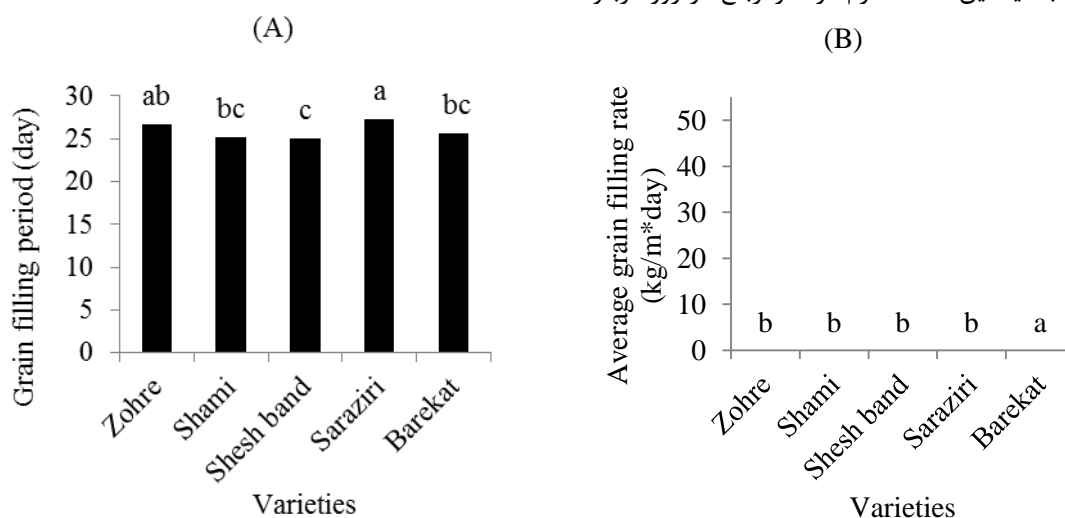 (A)
(B)
Grain filling period (day)
30
25
20
15
10
5
0
ab
bc
c
a
bc
Zohre
Shami
Shesh band
Saraziri
Barekat
Varieties
Average grain filling rate
(kg/m*day)
50
40
30
20
10
0
b
b
b
b
a
Zohre
Shami
Shesh band
Saraziri
Barekat
Varieties